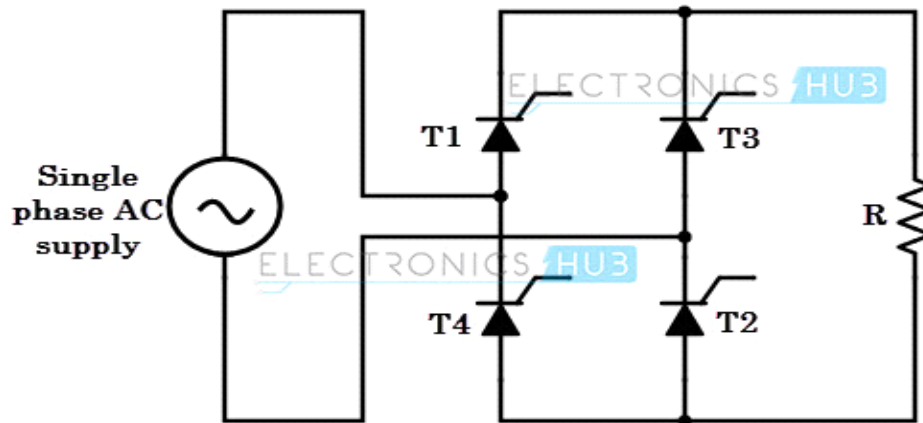 ELECTRONICS HUB
T1
T3
Single
phase AC
supply
R
ELECTRONICS HUB
T4
T2